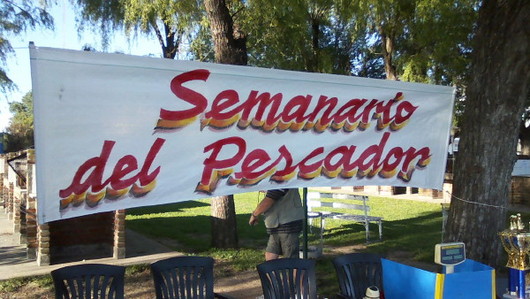 Semanario
del Pescador